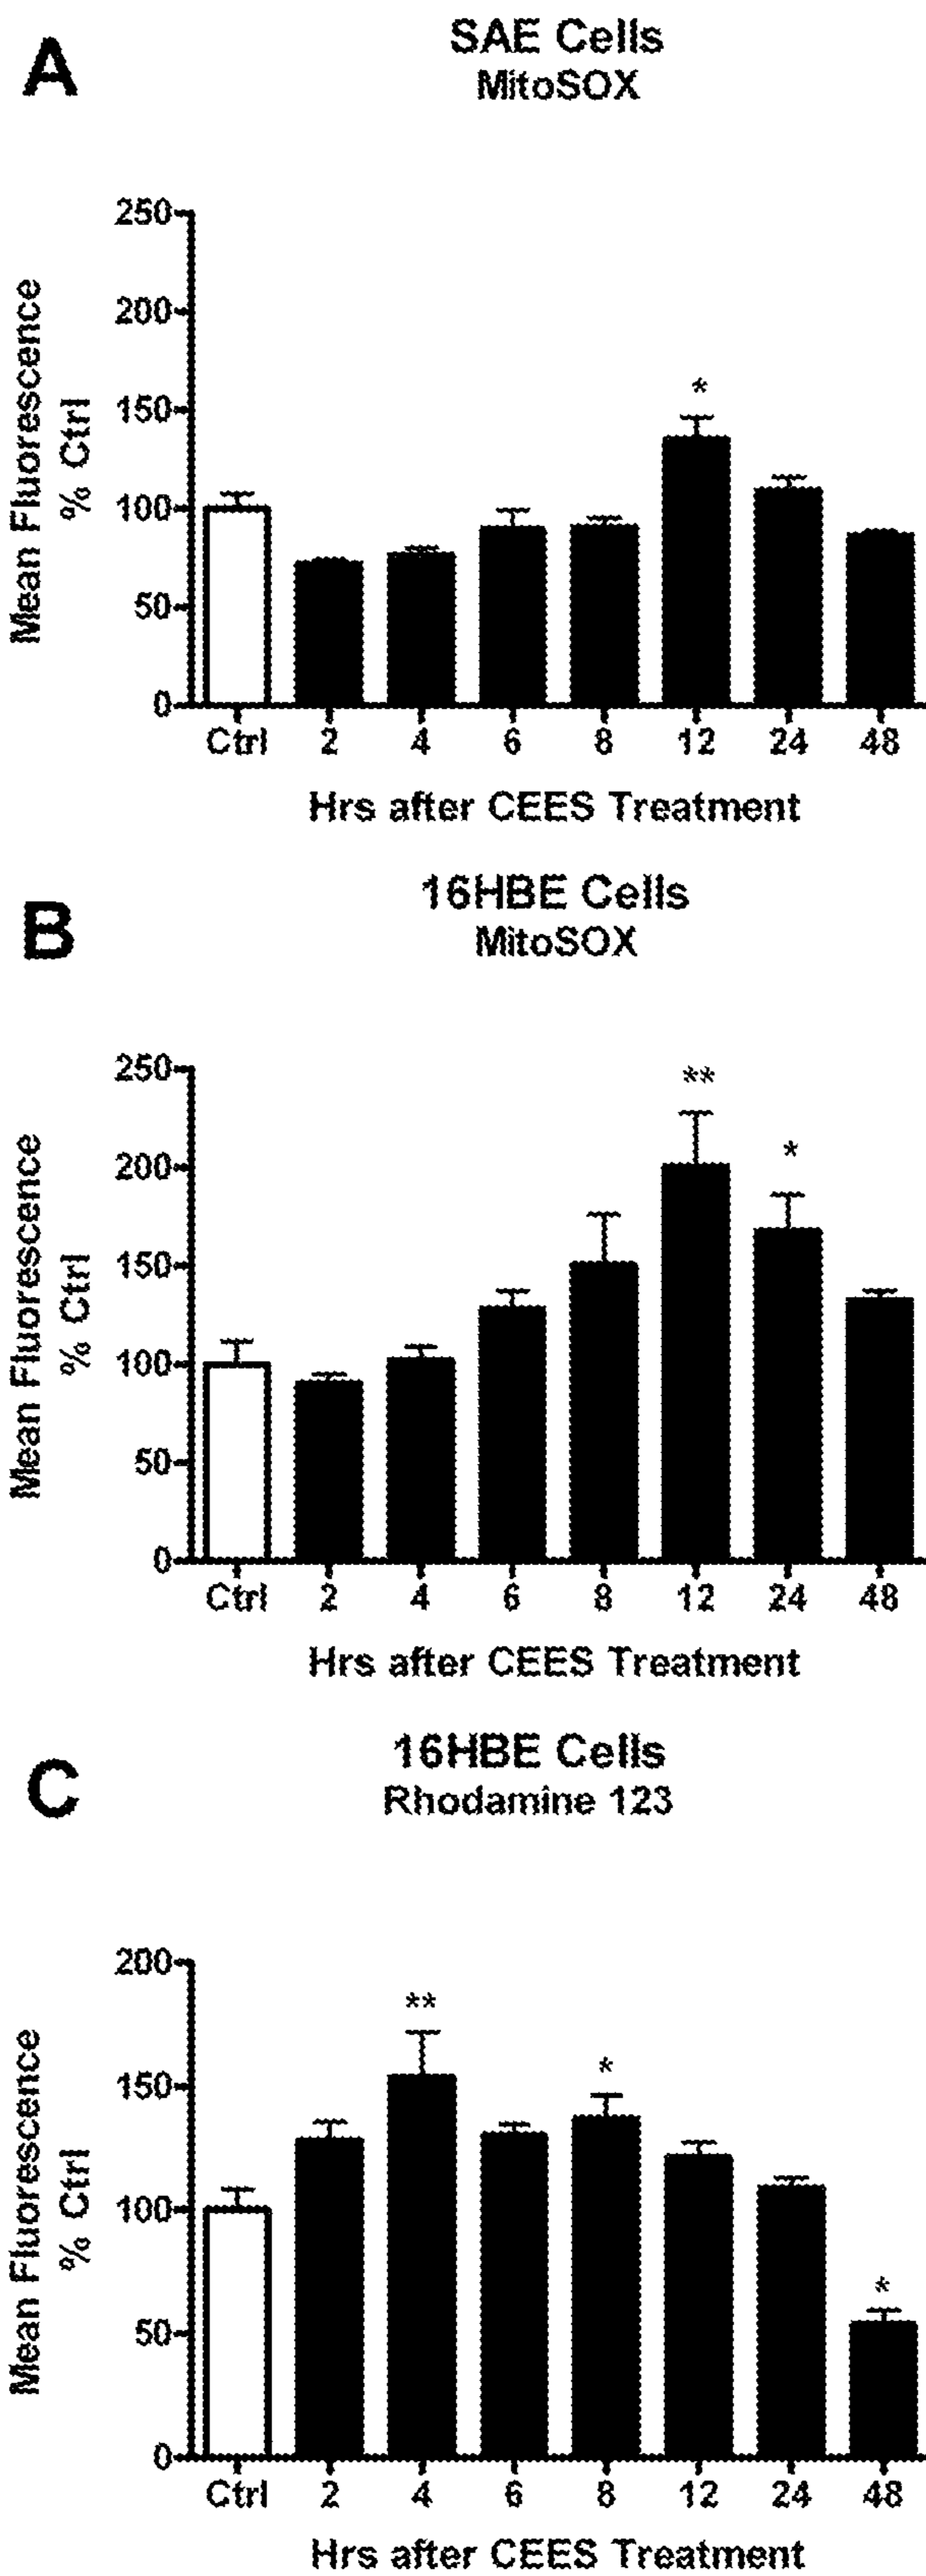 A
SAE Cells
MitoSOX
Mean Fluorescence
% Ctrl
250
200
150
100
50
0
*
Ctrl 2 4 6 8 12 24 48
Hrs after CEES Treatment
B
16HBE Cells
MitoSOX
Mean Fluorescence
% Ctrl
250
200
150
100
50
0
**
*
Ctrl 2 4 6 8 12 24 48
Hrs after CEES Treatment
C
16HBE Cells
Rhodamine 123
Mean Fluorescence
% Ctrl
200
150
100
50
0
**
*
*
Ctrl 2 4 6 8 12 24 48
Hrs after CEES Treatment